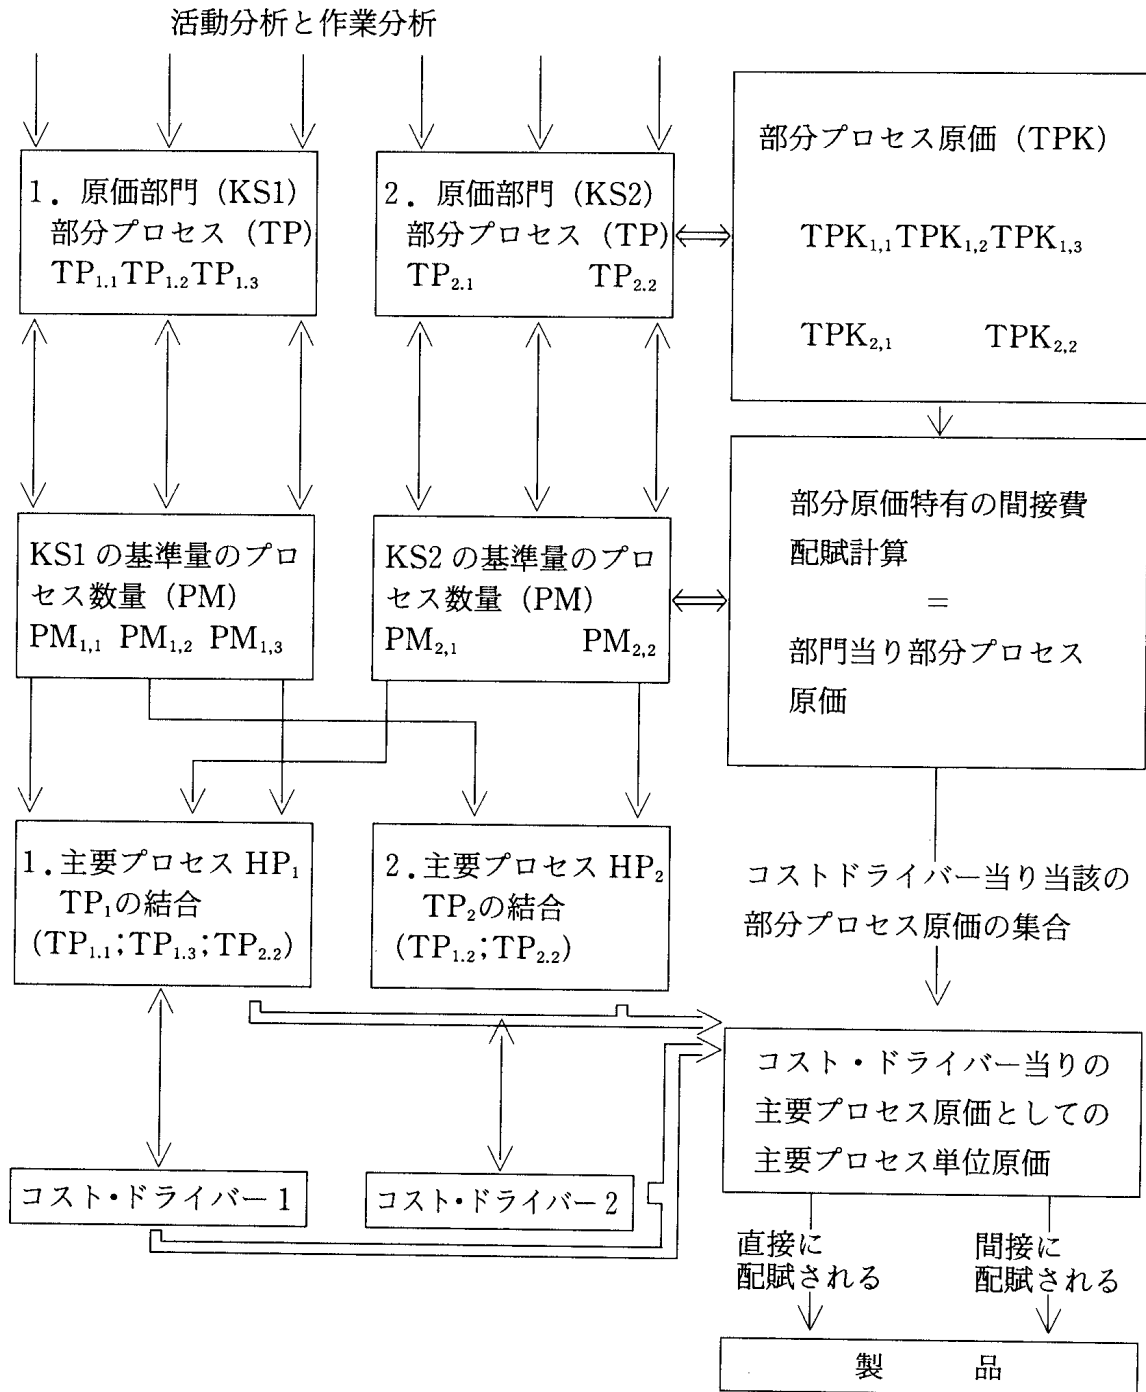 活動分析と作業分析
1．原価部門（KS1）
部分プロセス（TP）
TP1.1 TP1.2 TP1.3
2．原価部門（KS2）
部分プロセス（TP）
TP2.1 TP2.2
部分プロセス原価（TPK）
TPK1,1 TPK1,2 TPK1,3
TPK2,1 TPK2,2
KS1の基準量のプロ
セス数量（PM）
PM1,1 PM1,2 PM1,3
KS2の基準量のプロ
セス数量（PM）
PM2,1 PM2,2
部分原価特有の間接費
配賦計算
＝
部門当り部分プロセス
原価
1．主要プロセス HP1
TP1の結合
(TP1.1;TP1.3;TP2.2)
2．主要プロセス HP2
TP2の結合
(TP1.2;TP2.2)
コストドライバー当り当該の
部分プロセス原価の集合
コスト・ドライバー当りの
主要プロセス原価としての
主要プロセス単位原価
コスト・ドライバー1
コスト・ドライバー2
直接に
配賦される
間接に
配賦される
製　品